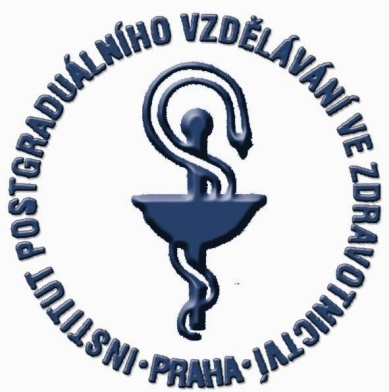 INSTITUT POSTGRADUÁLNÍHO VZDĚLÁVÁNÍ VE ZDRAVOTNICTVÍ
• PRAHA •